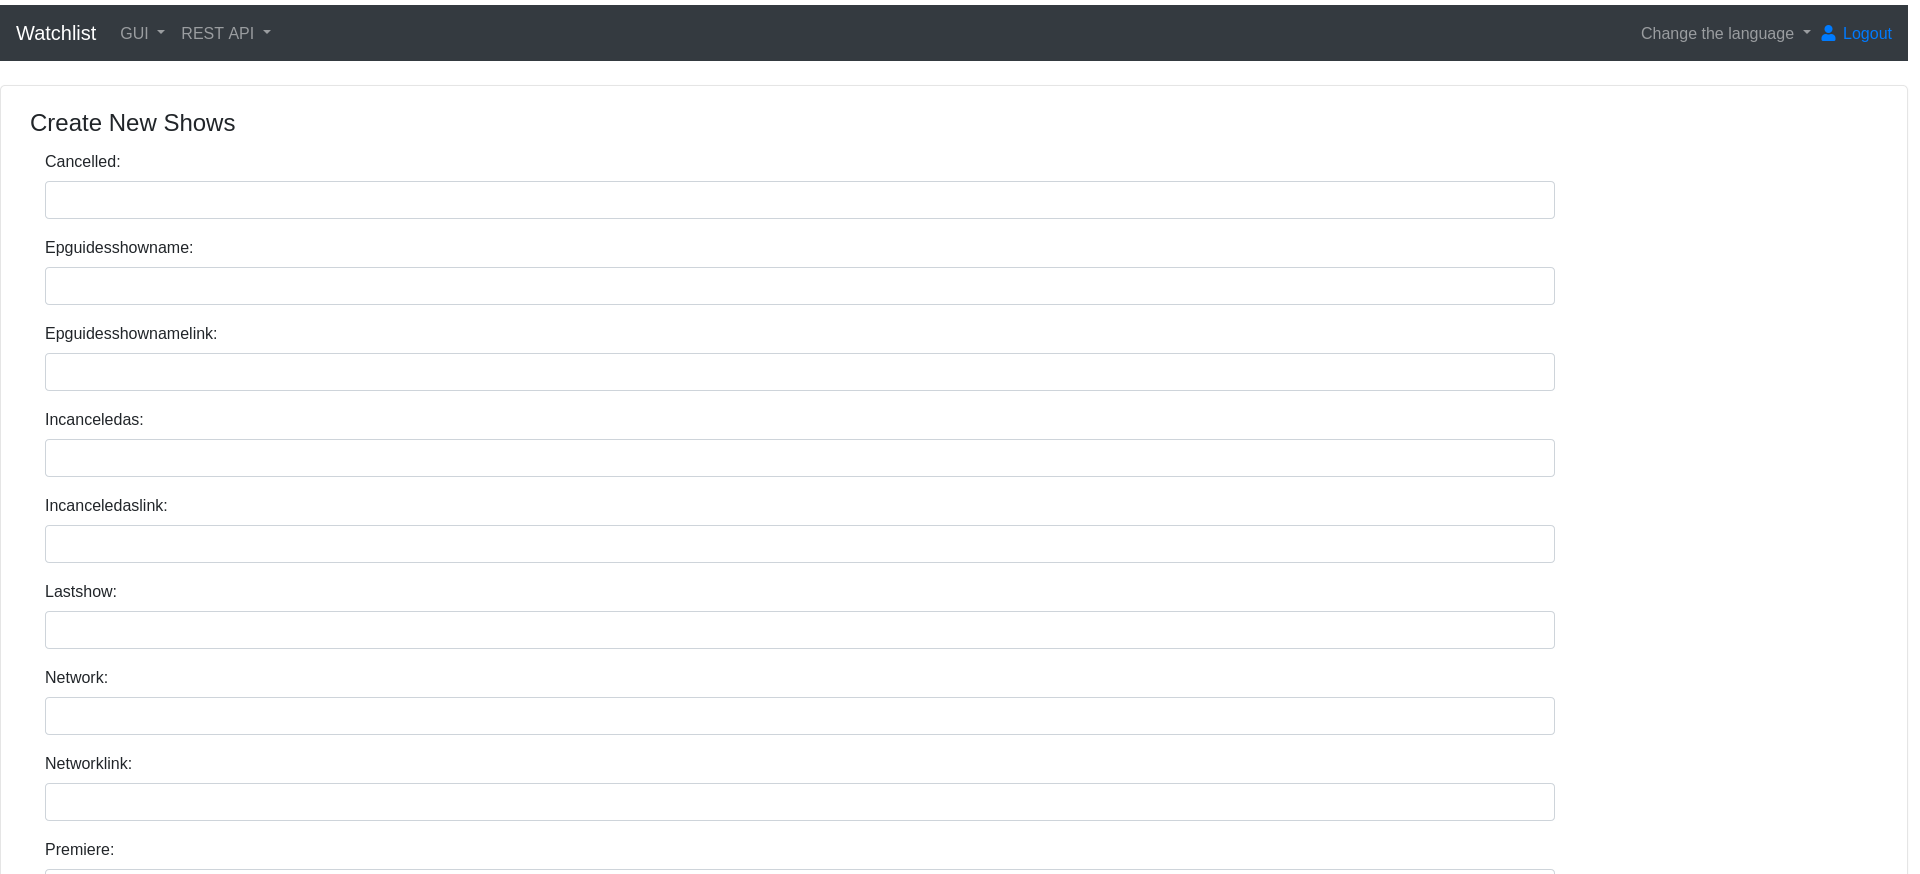 Watchlist GUI REST API Change the language Logout
Create New Shows
Cancelled:
Epguidesshowname:
Epguidesshownamelink:
Incanceledas:
Incanceledaslink:
Lastshow:
Network:
Networklink:
Premiere: